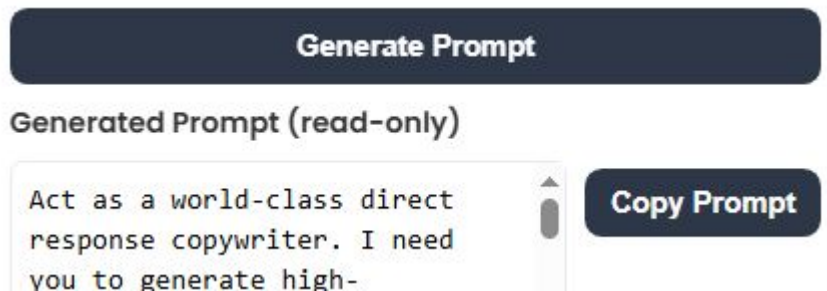 Generate Prompt
Generated Prompt (read-only)
Act as a world-class direct
response copywriter. I need
you to generate high-
Copy Prompt